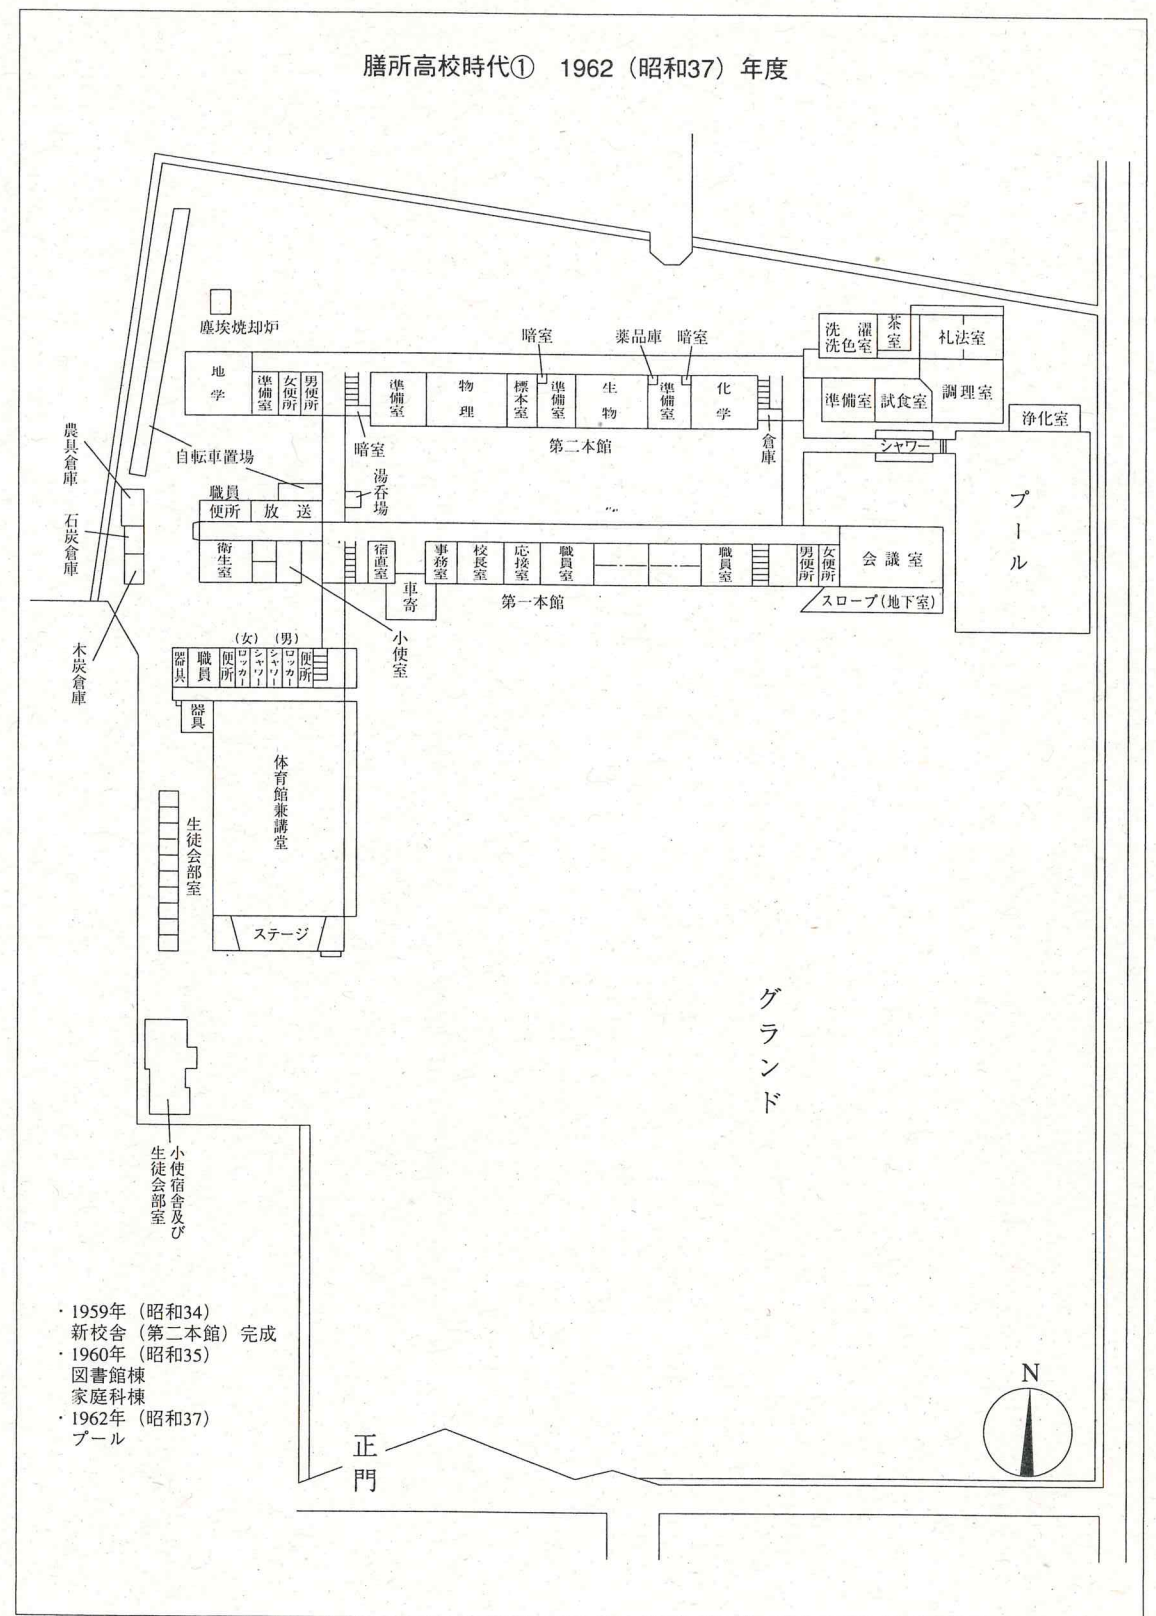 膳所高校時代① 1962（昭和37）年度
塵埃焼却炉
地学
準備室
女便所
男便所
暗室
準備室
物理
標本室
暗室
準備室
生物
薬品庫
準備室
暗室
化学
倉庫
第二本館
洗濯
洗色室
茶室
礼法室
準備室
試食室
調理室
シャワー
浄化室
プール
農具倉庫
石炭倉庫
木炭倉庫
自転車置場
湯呑場
職員
便所
放送
衛生室
小使室
宿直室
車寄
事務室
校長室
応接室
職員室
職員室
男便所
女便所
会議室
スロープ（地下室）
第一本館
（女）（男）
器具
職員
便所
ロッカー
シャワー
シャワー
ロッカー
便所
器具
体育館兼講堂
ステージ
生徒会部室
グランド
小使宿舎及び
生徒会部室
・1959年（昭和34）
新校舎（第二本館）完成
・1960年（昭和35）
図書館棟
家庭科棟
・1962年（昭和37）
プール
正門
N